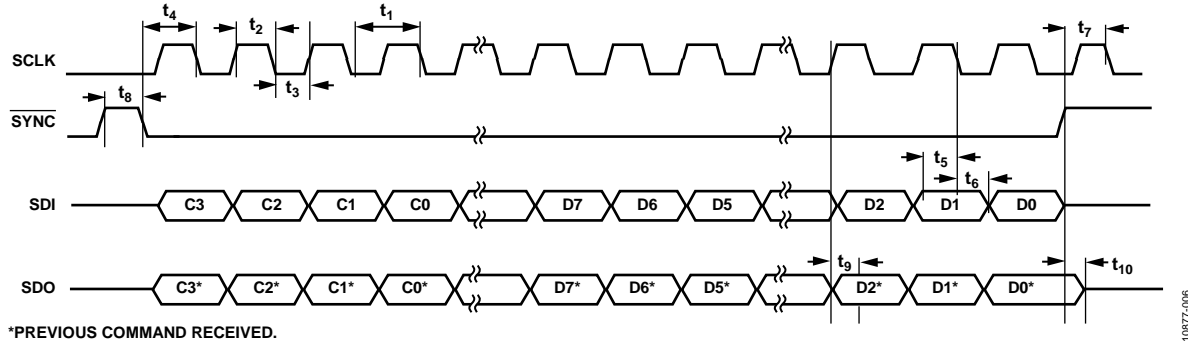 t4 t2 t1 t7
SCLK
t3
t8
SYNC
t5
t6
SDI C3 C2 C1 C0 D7 D6 D5 D2 D1 D0
t9
t10
SDO C3* C2* C1* C0* D7* D6* D5* D2* D1* D0*
*PREVIOUS COMMAND RECEIVED.
10877-006